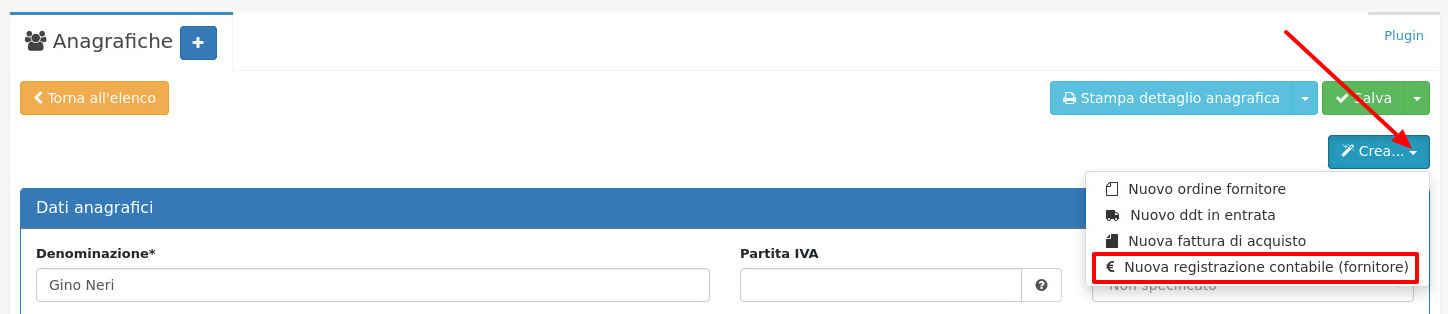 Anagrafiche
Plugin
Torna all'elenco
Stampa dettaglio anagrafica
Salva
Crea...
Nuovo ordine fornitore
Nuovo ddt in entrata
Nuova fattura di acquisto
€ Nuova registrazione contabile (fornitore)
Dati anagrafici
Denominazione*
Partita IVA
Gino Neri
Non specificato